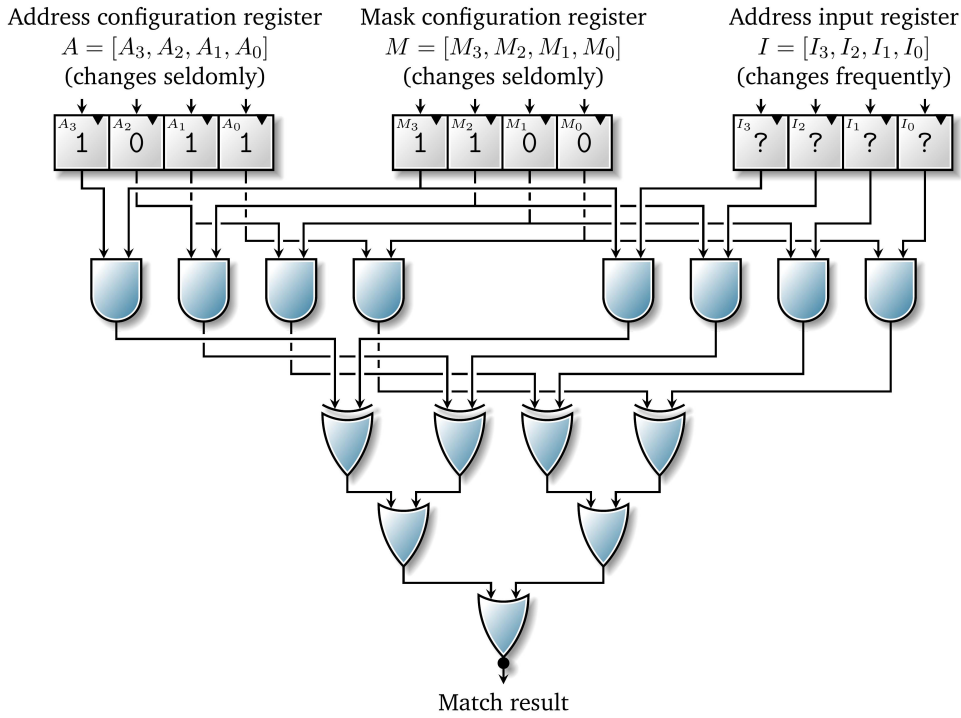 Address configuration register
A = [A₃, A₂, A₁, A₀]
(changes seldomly)
Mask configuration register
M = [M₃, M₂, M₁, M₀]
(changes seldomly)
Address input register
I = [I₃, I₂, I₁, I₀]
(changes frequently)
A₃ A₂ A₁ A₀
1 0 1 1
M₃ M₂ M₁ M₀
1 1 0 0
I₃ I₂ I₁ I₀
? ? ? ?
Match result